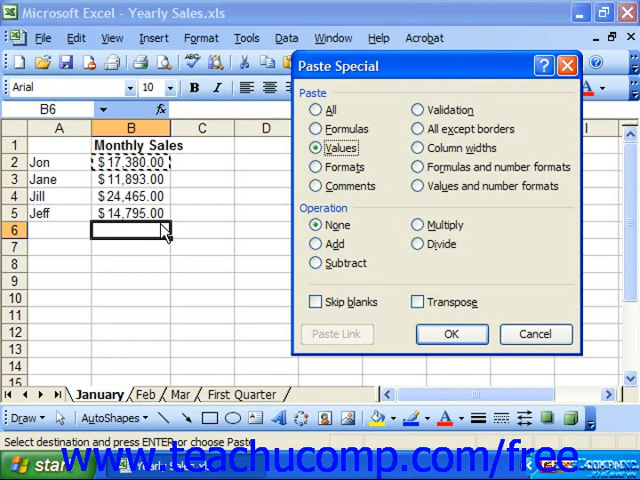 Microsoft Excel - Yearly Sales.xls
File Edit View Insert Format Tools Data Window Help Acrobat
Arial 10 B I U
B6 fx
A B C D I
1 Monthly Sales
2 Jon $ 17,380.00
3 Jane $ 11,893.00
4 Jill $ 24,465.00
5 Jeff $ 14,795.00
6
7
8
9
10
11
12
13
14
15
Paste Special
Paste
All Validation
Formulas All except borders
Values Column widths
Formats Formulas and number formats
Comments Values and number formats
Operation
None Multiply
Add Divide
Subtract
Skip blanks Transpose
Paste Link OK Cancel
January Feb Mar First Quarter
Draw AutoShapes
Select destination and press ENTER or choose Paste
www.teachucomp.com/free
start Yearly Sales.xls